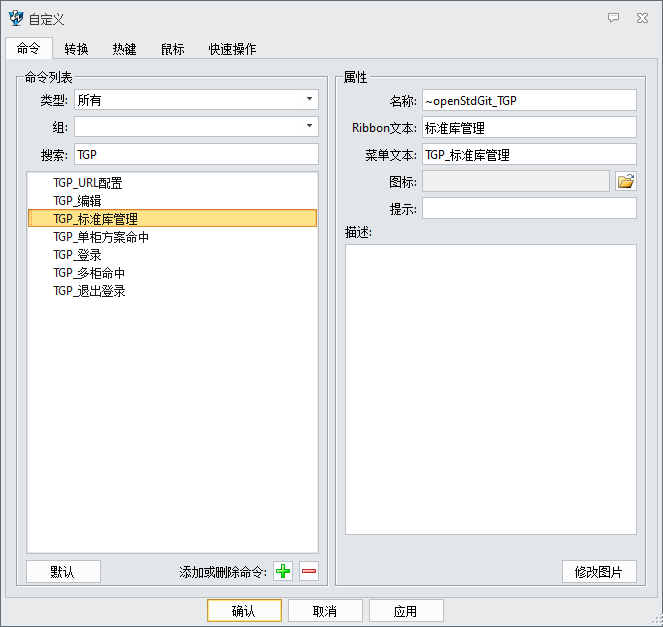 自定义
命令 转换 热键 鼠标 快速操作
命令列表
类型: 所有
组:
搜索: TGP
TGP_URL配置
TGP_编辑
TGP_标准库管理
TGP_单柜方案命中
TGP_登录
TGP_多柜命中
TGP_退出登录
默认 添加或删除命令:
属性
名称: ~openStdGit_TGP
Ribbon文本: 标准库管理
菜单文本: TGP_标准库管理
图标:
提示:
描述:
修改图片
确认 取消 应用